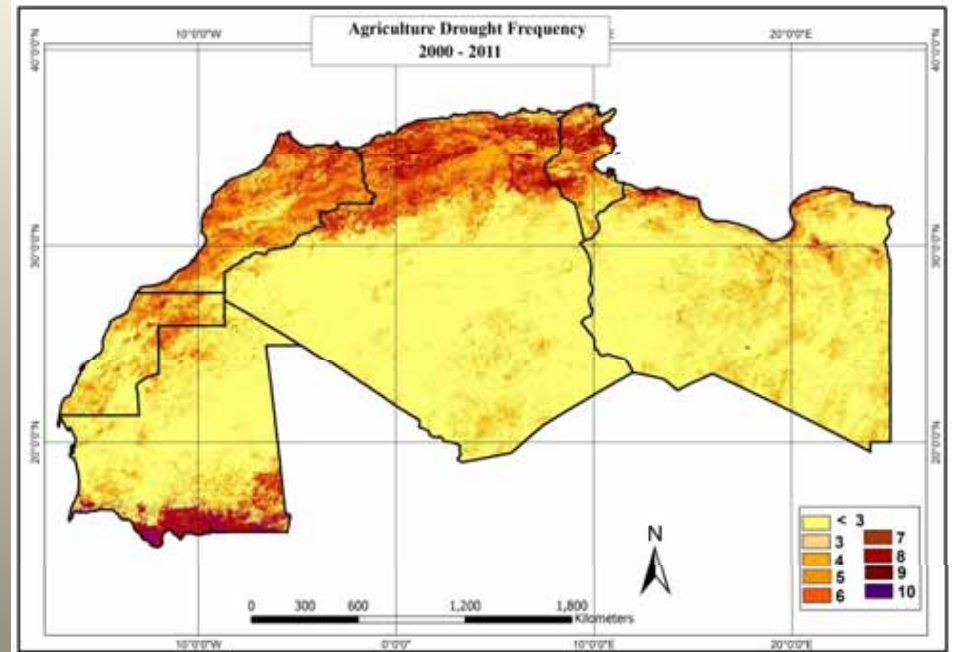 Agriculture Drought Frequency
2000 - 2011
10°0'0"W 20°0'0"E
40°0'0"N 40°0'0"N
30°0'0"N 30°0'0"N
20°0'0"N 20°0'0"N
< 3
3
4
5
6
7
8
9
10
N
0 300 600 1,200 1,800
Kilometers
10°0'0"W 0°0'0" 10°0'0"E 20°0'0"E